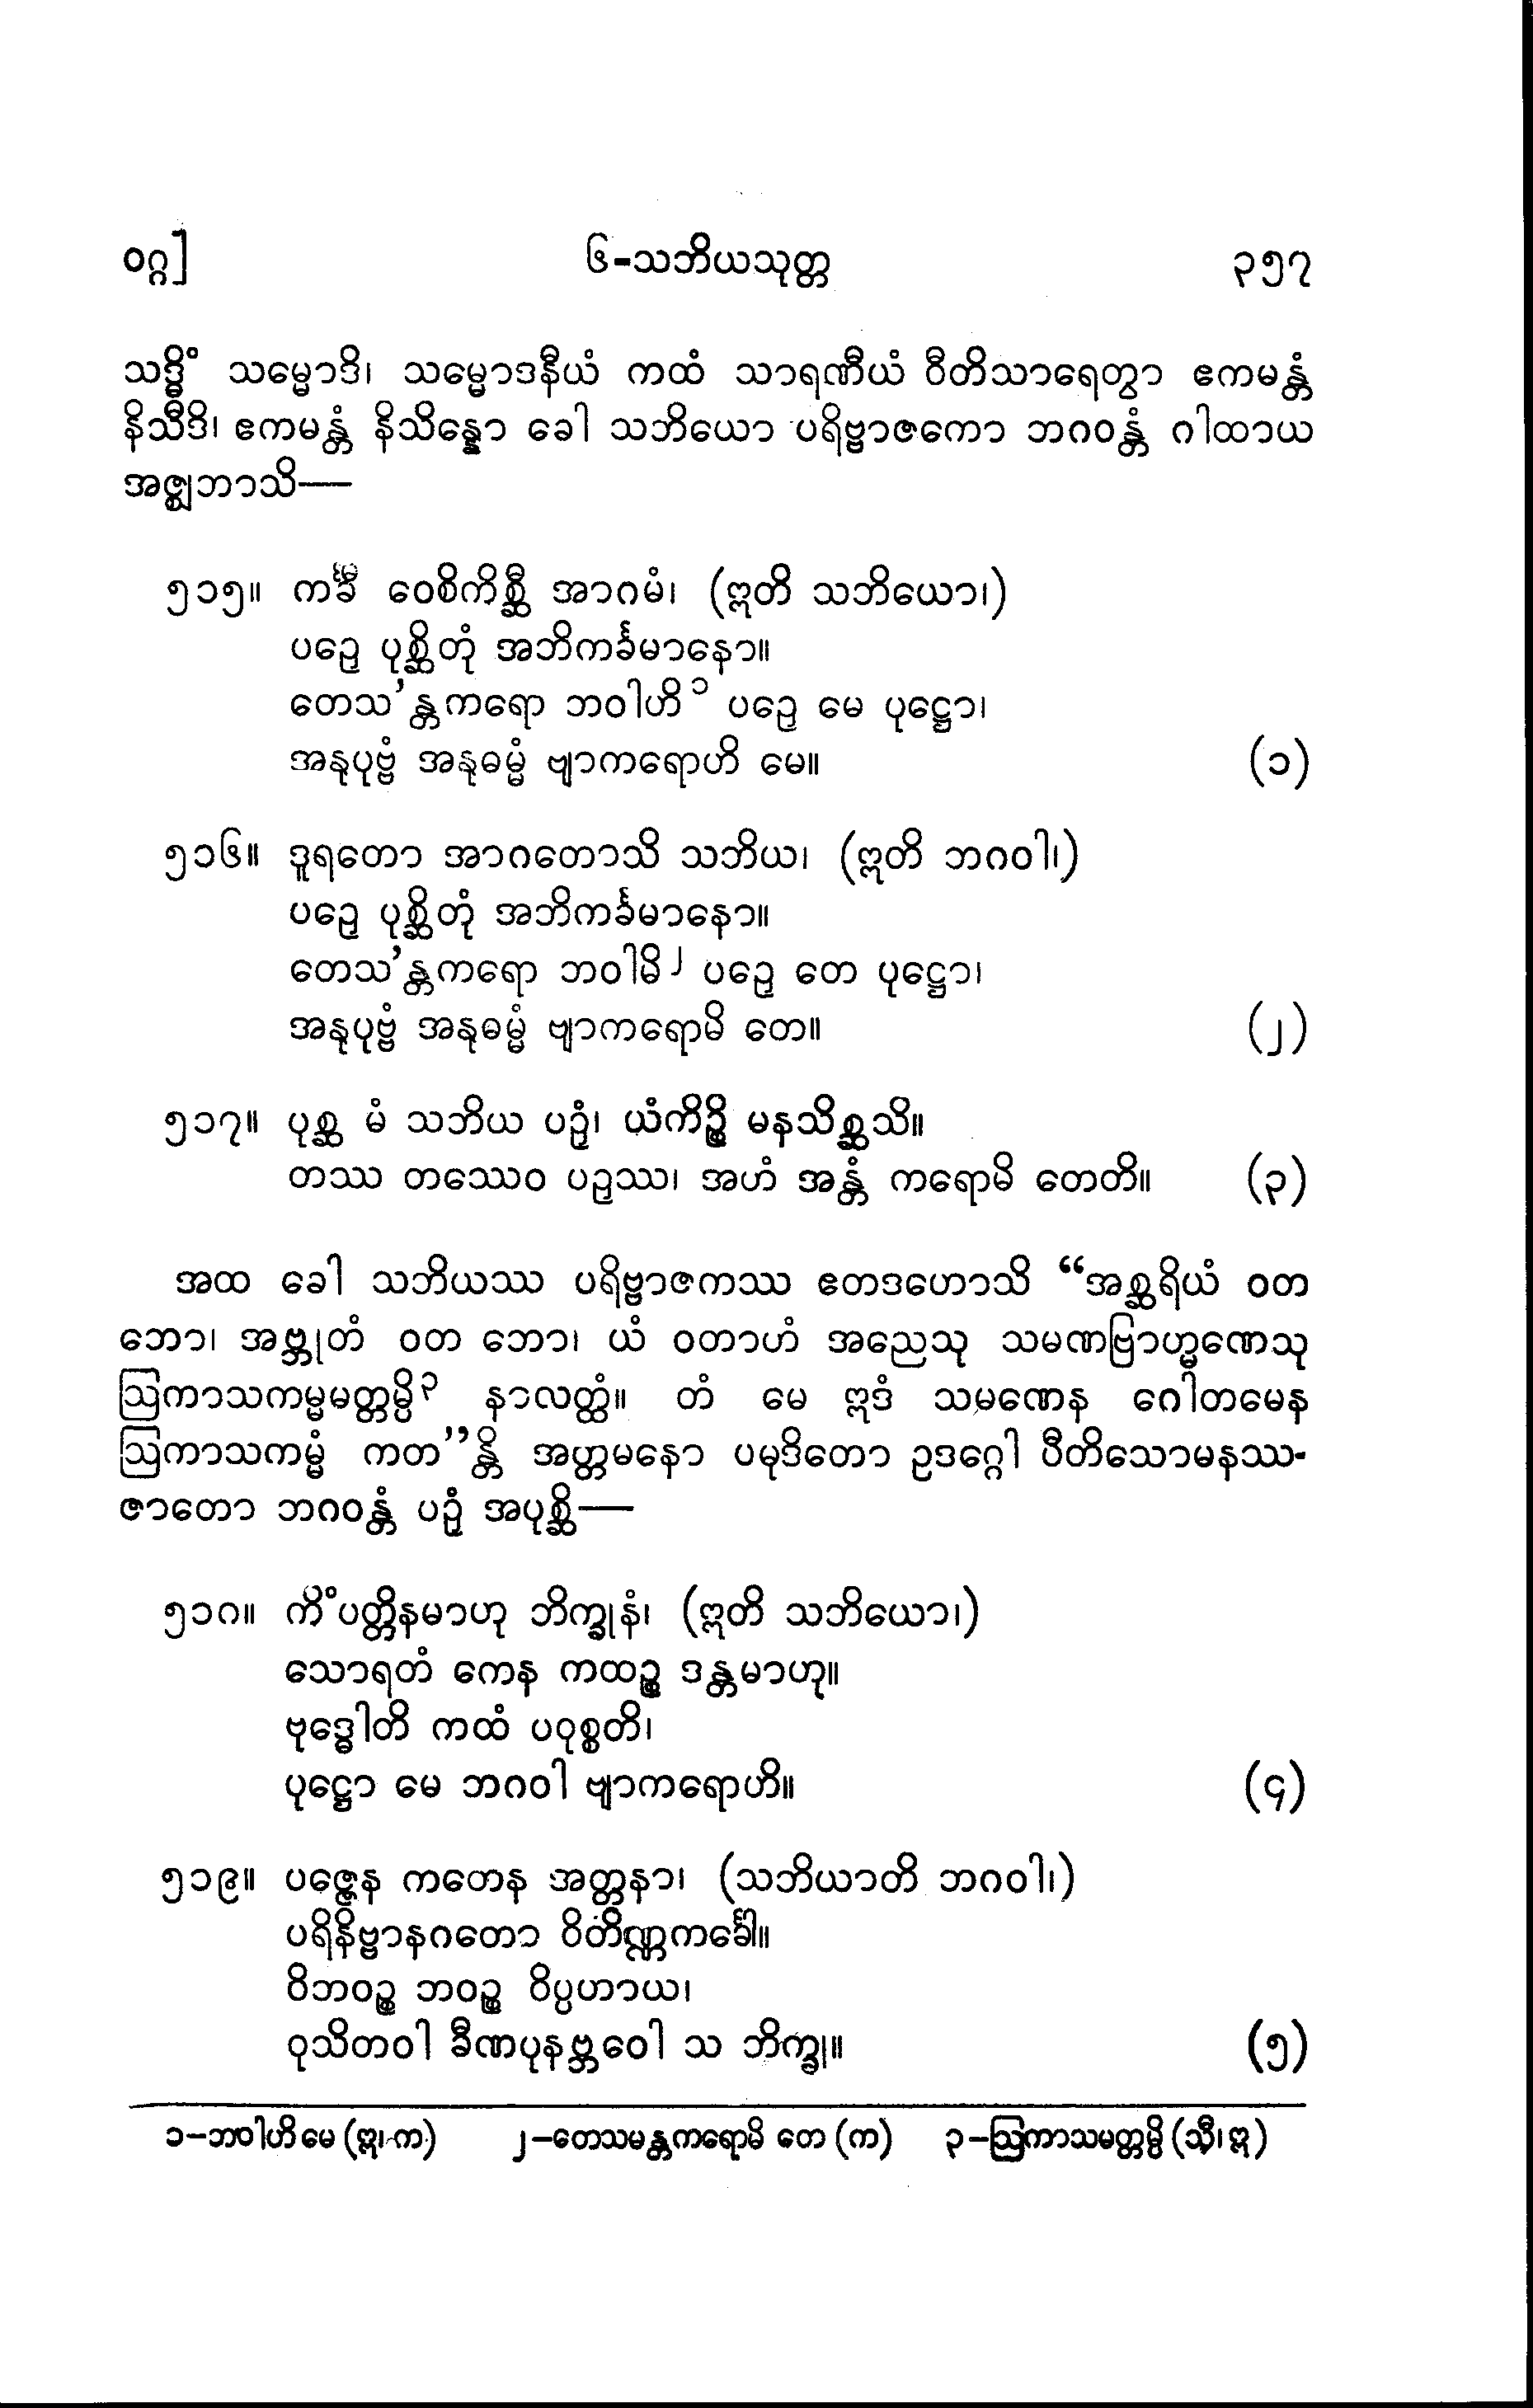 ဝဂ္ဂ] ၆-သဘိယသုတ္တ ၃၅၇
သဒ္ဓိံ သမ္မောဒိ၊ သမ္မောဒနီယံ ကထံ သာရဏီယံ ဝီတိသာရေတွာ ဧကမန္တံ
နိသီဒိ၊ ဧကမန္တံ နိသိန္နော ခေါ သဘိယော ပရိဗ္ဗာဇကော ဘဂဝန္တံ ဂါထာယ
အဇ္ဈဘာသိ—
၅၁၅။ ကင်္ခီ ဝေစိကိစ္ဆီ အာဂမံ၊ (ဣတိ သဘိယော၊)
ပဉှေ ပုစ္ဆိတုံ အဘိကင်္ခမာနော။
တေသ’န္တကရော ဘဝါဟိ၁ ပဉှေ မေ ပုဋ္ဌော၊
အနုပုဗ္ဗံ အနုဓမ္မံ ဗျာကရောဟိ မေ။ (၁)
၅၁၆။ ဒူရတော အာဂတောသိ သဘိယ၊ (ဣတိ ဘဂဝါ၊)
ပဉှေ ပုစ္ဆိတုံ အဘိကင်္ခမာနော။
တေသ’န္တကရော ဘဝါမိ၂ ပဉှေ တေ ပုဋ္ဌော၊
အနုပုဗ္ဗံ အနုဓမ္မံ ဗျာကရောမိ တေ။ (၂)
၅၁၇။ ပုစ္ဆ မံ သဘိယ ပဉှံ၊ ယံကိဉ္စိ မနသိစ္ဆသိ။
တဿ တဿေဝ ပဉှဿ၊ အဟံ အန္တံ ကရောမိ တေတိ။ (၃)
အထ ခေါ သဘိယဿ ပရိဗ္ဗာဇကဿ ဧတဒဟောသိ “အစ္ဆရိယံ ဝတ
ဘော၊ အဗ္ဘုတံ ဝတ ဘော၊ ယံ ဝတာဟံ အညေသု သမဏဗြာဟ္မဏေသု
ဩကာသကမ္မမတ္တမ္ပိ၃ နာလတ္ထံ။ တံ မေ ဣဒံ သမဏေန ဂေါတမေန
ဩကာသကမ္မံ ကတ”န္တိ အတ္တမနော ပမုဒိတော ဥဒဂ္ဂေါ ပီတိသောမနဿ-
ဇာတော ဘဂဝန္တံ ပဉှံ အပုစ္ဆိ—
၅၁၈။ ကိံပတ္တိနမာဟု ဘိက္ခုနံ၊ (ဣတိ သဘိယော၊)
သောရတံ ကေန ကထဉ္စ ဒန္တမာဟု။
ဗုဒ္ဓေါတိ ကထံ ပဝုစ္စတိ၊
ပုဋ္ဌော မေ ဘဂဝါ ဗျာကရောဟိ။ (၄)
၅၁၉။ ပဇ္ဇေန ကတေန အတ္တနာ၊ (သဘိယာတိ ဘဂဝါ၊)
ပရိနိဗ္ဗာနဂတော ဝိတိဏ္ဏကင်္ခေါ။
ဝိဘဝဉ္စ ဘဝဉ္စ ဝိပ္ပဟာယ၊
ဝုသိတဝါ ခီဏပုနဗ္ဘဝေါ သ ဘိက္ခု။ (၅)
၁-ဘဝါဟိ မေ (ဣ၊ က) ၂-တေသမန္တကရောမိ တေ (က) ၃-ဩကာသမတ္တမ္ပိ (သီ၊ ဣ)